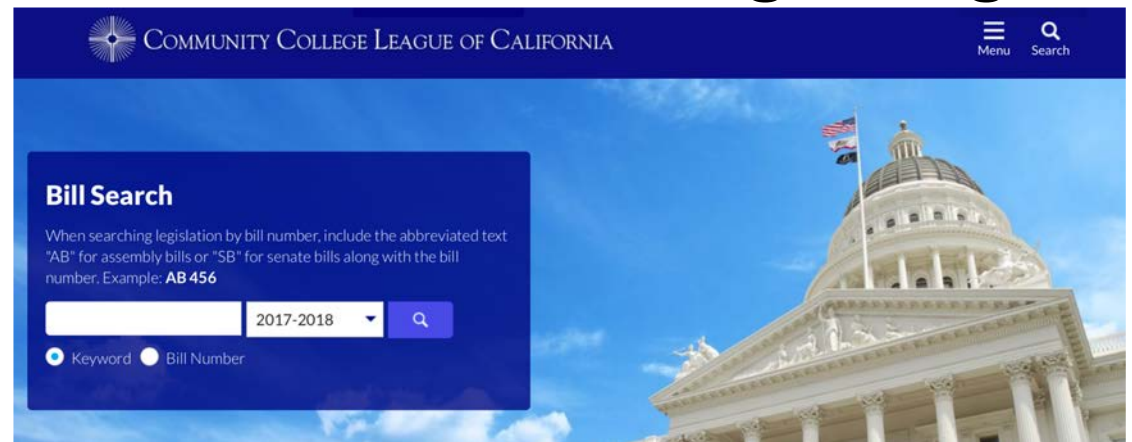 COMMUNITY COLLEGE LEAGUE OF CALIFORNIA
Menu Search
Bill Search
When searching legislation by bill number, include the abbreviated text
"AB" for assembly bills or "SB" for senate bills along with the bill
number. Example: AB 456
2017-2018
Keyword Bill Number